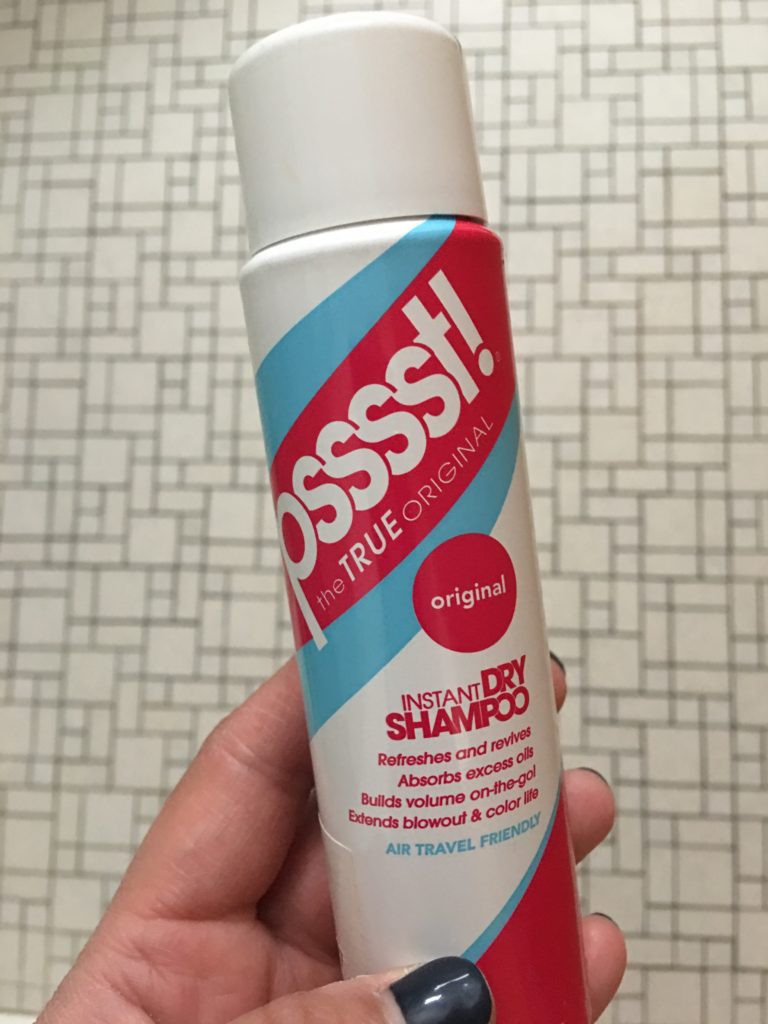 psssssst!
the TRUE ORIGINAL
original
INSTANT DRY
SHAMPOO
Refreshes and revives
Absorbs excess oils
Builds volume on-the-go!
Extends blowout & color life
AIR TRAVEL FRIENDLY